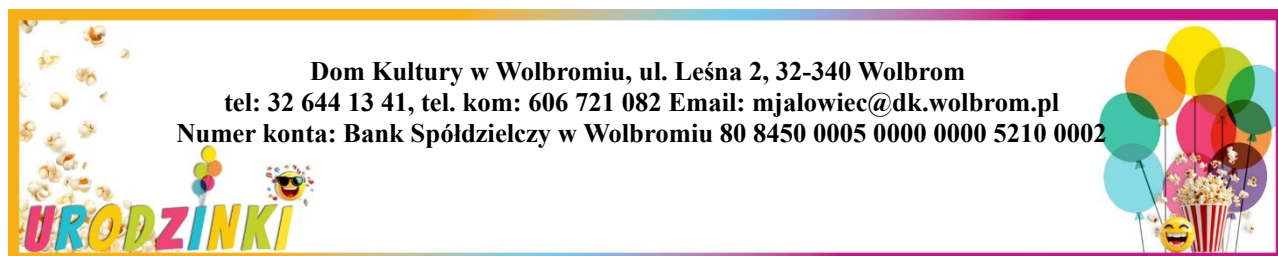 Dom Kultury w Wolbromiu, ul. Leśna 2, 32-340 Wolbrom
tel: 32 644 13 41, tel. kom: 606 721 082 Email: mjalowiec@dk.wolbrom.pl
Numer konta: Bank Spółdzielczy w Wolbromiu 80 8450 0005 0000 0000 5210 0002
URODZINKI